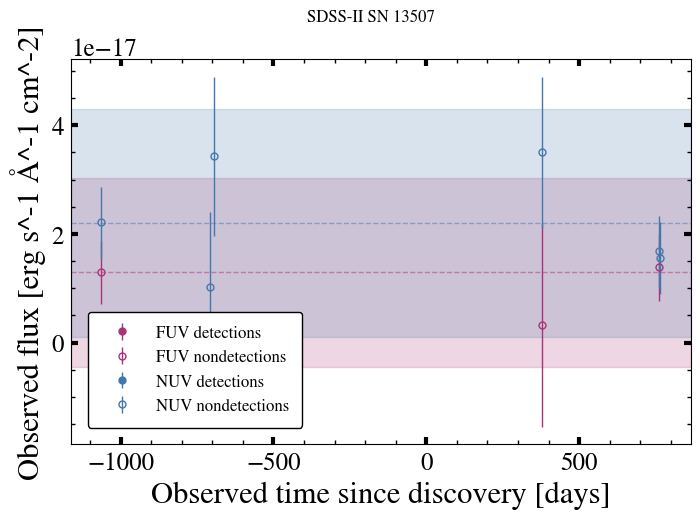 SDSS-II SN 13507
1e−17
Observed flux [erg s^-1 Å^-1 cm^-2]
4
2
0
FUV detections
FUV nondetections
NUV detections
NUV nondetections
−1000 −500 0 500
Observed time since discovery [days]